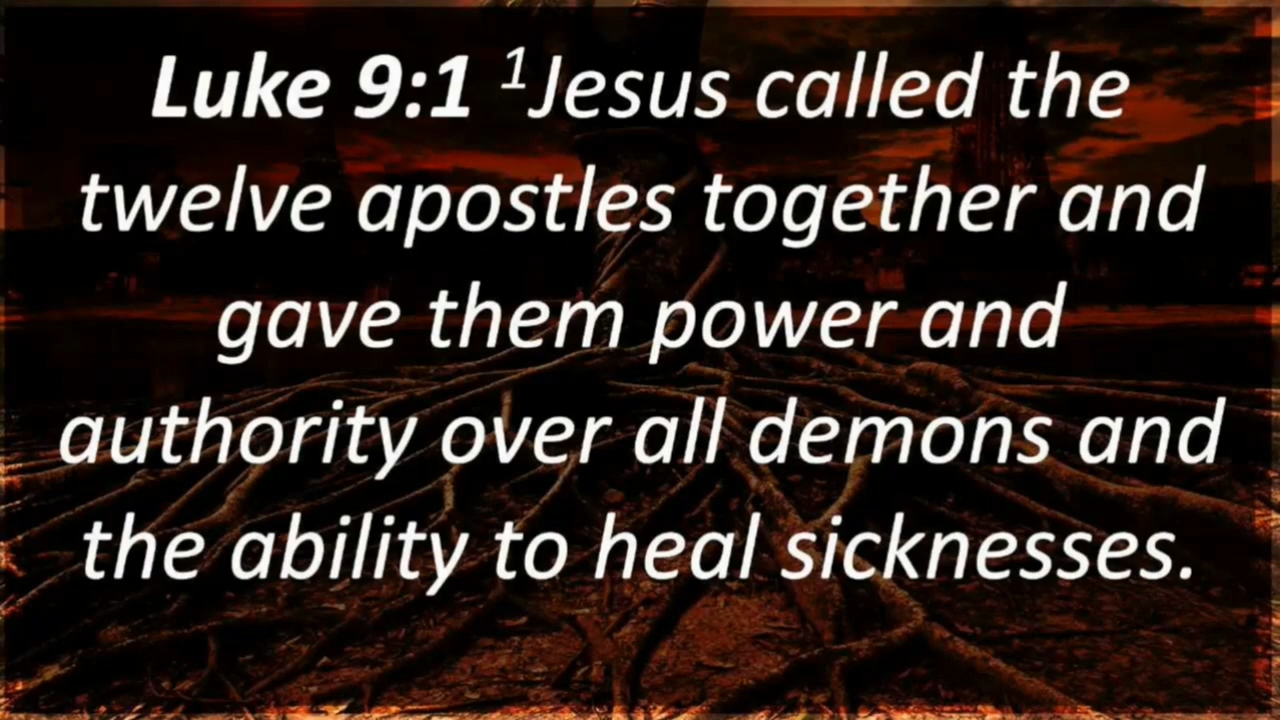 Luke 9:1 ¹Jesus called the
twelve apostles together and
gave them power and
authority over all demons and
the ability to heal sicknesses.